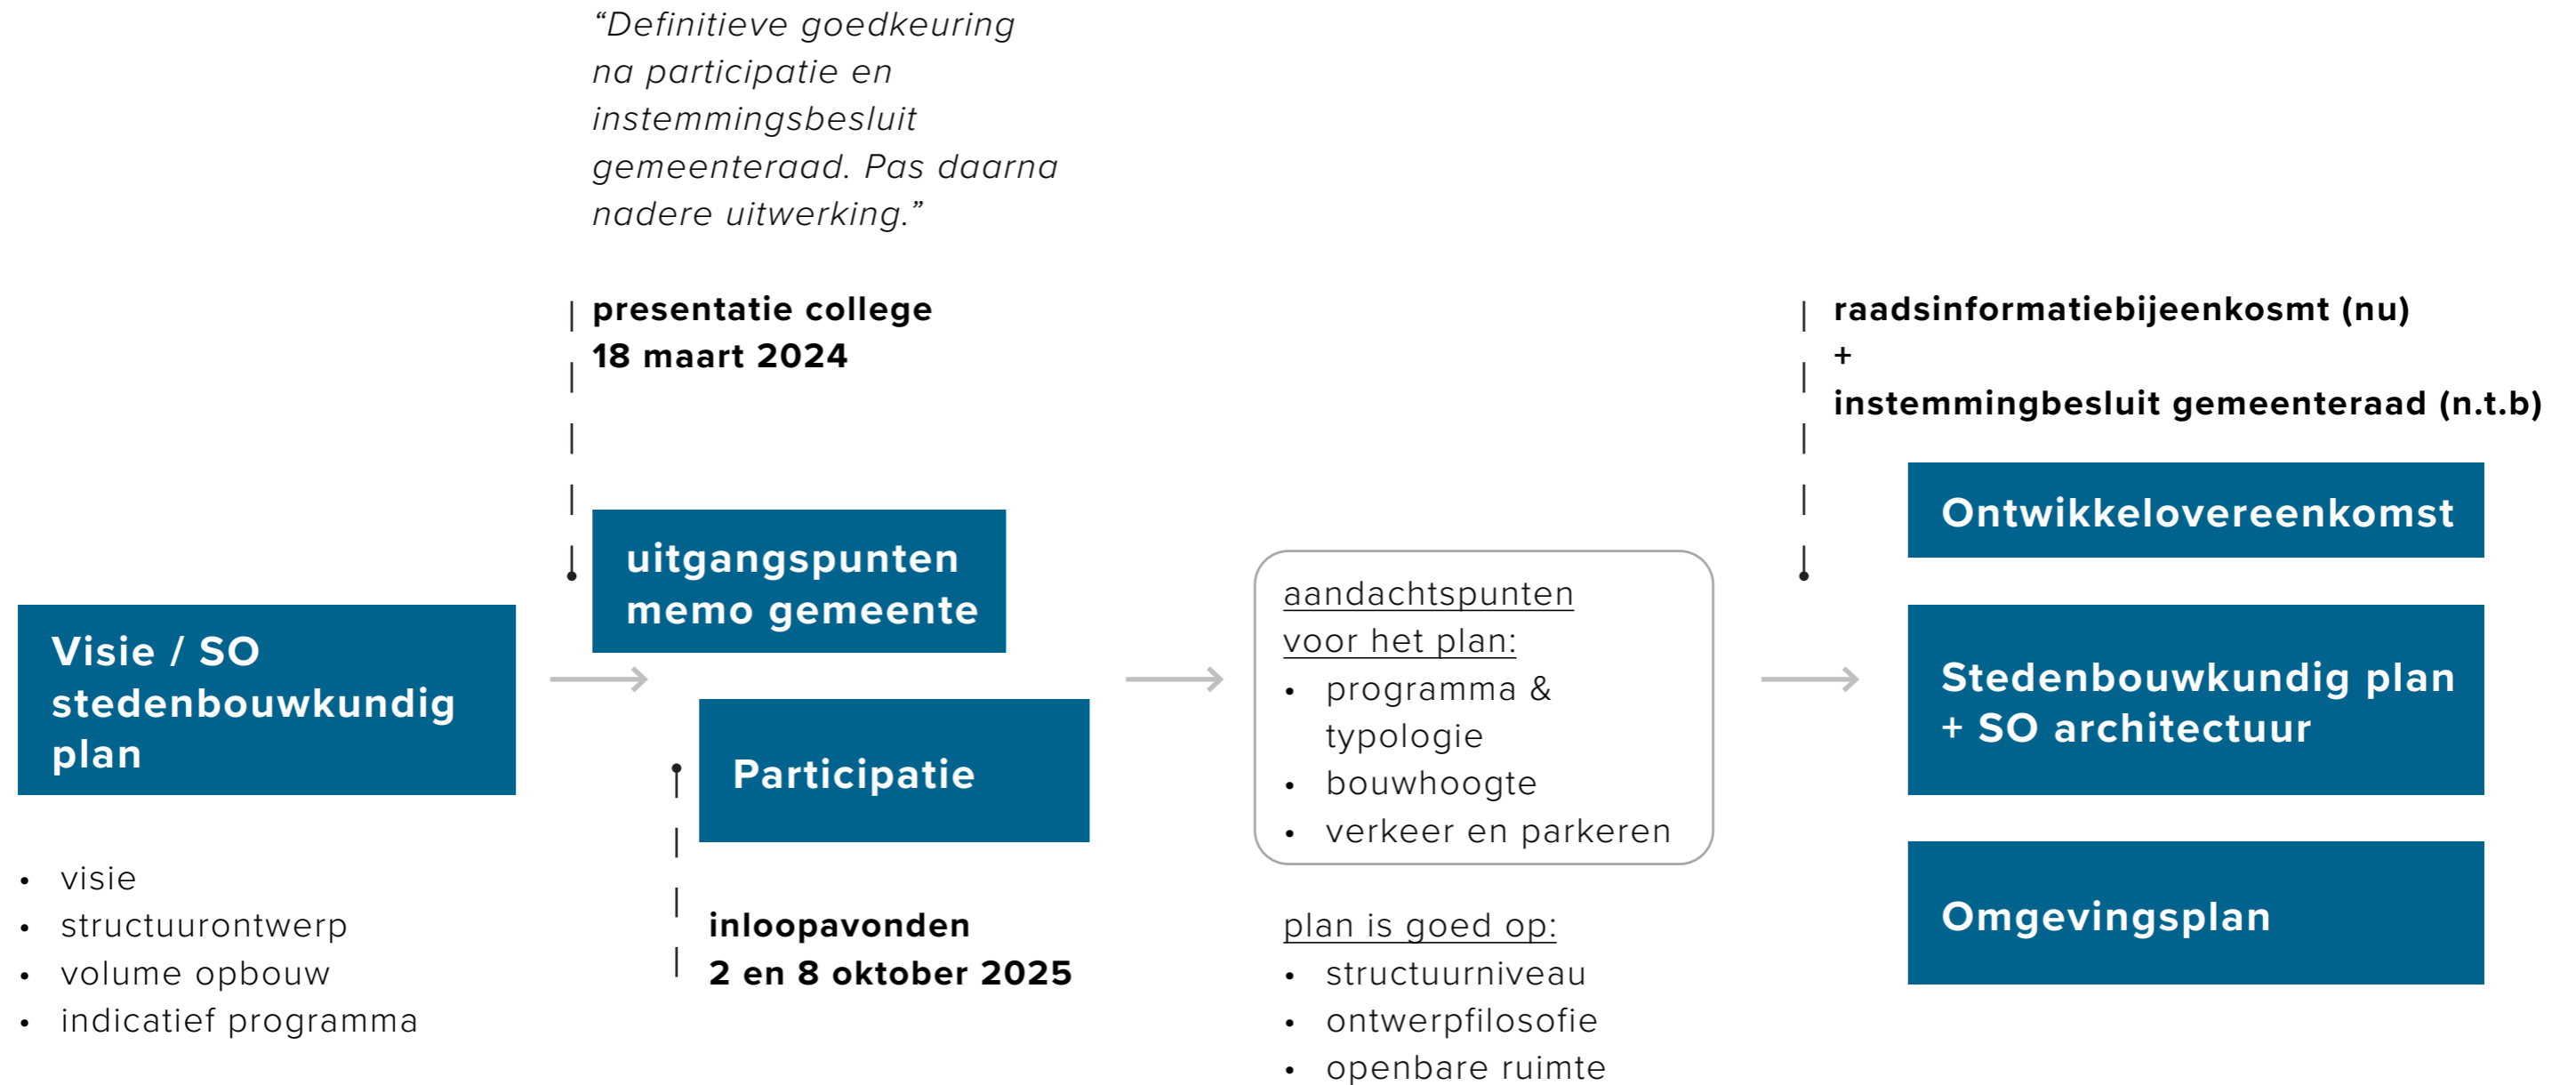 “Definitieve goedkeuring
na participatie en
instemmingsbesluit
gemeenteraad. Pas daarna
nadere uitwerking.”
presentatie college
18 maart 2024
uitgangspunten
memo gemeente
Visie / SO
stedenbouwkundig
plan
• visie
• structuurontwerp
• volume opbouw
• indicatief programma
Participatie
inloopavonden
2 en 8 oktober 2025
aandachtspunten
voor het plan:
• programma &
typologie
• bouwhoogte
• verkeer en parkeren
plan is goed op:
• structuurniveau
• ontwerpfilosofie
• openbare ruimte
raadsinformatiebijeenkosmt (nu)
+
instemmingbesluit gemeenteraad (n.t.b)
Ontwikkelovereenkomst
Stedenbouwkundig plan
+ SO architectuur
Omgevingsplan